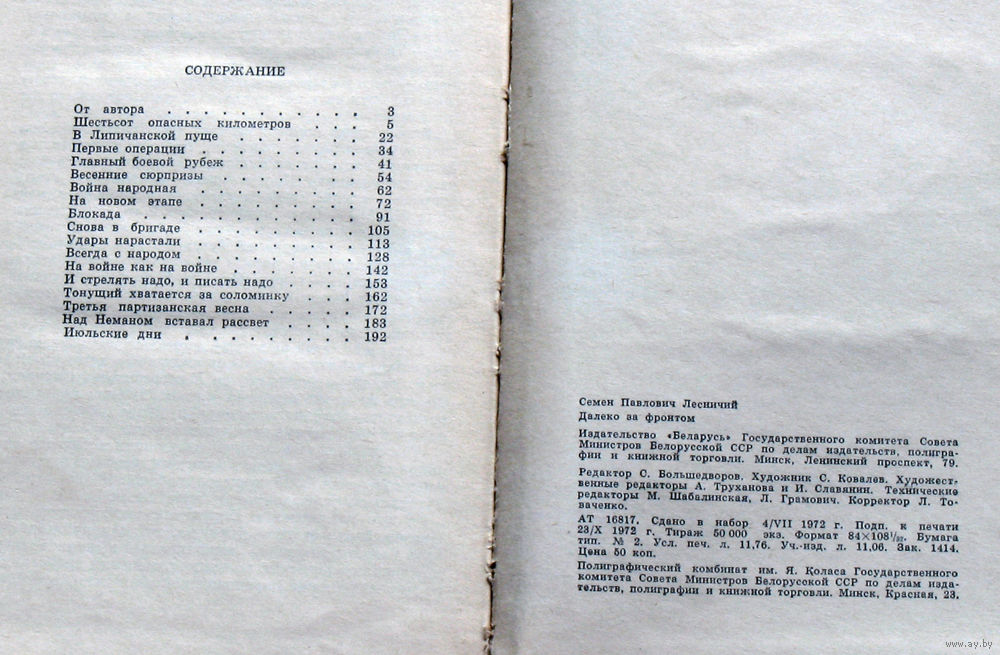 СОДЕРЖАНИЕ
От автора . . . . . . . . . . . 3
Шестьсот опасных километров . . . 5
В Липичанской пуще . . . . . . . 22
Первые операции . . . . . . . . 34
Главный боевой рубеж . . . . . . 41
Весенние сюрпризы . . . . . . . 54
Война народная . . . . . . . . 62
На новом этапе . . . . . . . . 72
Блокада . . . . . . . . . . . 91
Снова в бригаде . . . . . . . . 105
Удары нарастали . . . . . . . . 113
Всегда с народом . . . . . . . . 128
На войне как на войне . . . . . . 142
И стрелять надо, и писать надо . . . . 153
Тонущий хватается за соломинку . . . 162
Третья партизанская весна . . . . . 172
Над Неманом вставал рассвет . . . . 183
Июльские дни . . . . . . . . . 192
Семен Павлович Лесничий
Далеко за фронтом
Издательство «Беларусь» Государственного комитета Совета
Министров Белорусской ССР по делам издательств, полигра-
фии и книжной торговли. Минск, Ленинский проспект, 79.
Редактор С. Большедворов. Художник С. Ковалев. Художест-
венные редакторы А. Труханова и И. Славянин. Технические
редакторы М. Шабалинская, Л. Грамович. Корректор Л. То-
ваченко.
АТ 16817. Сдано в набор 4/VII 1972 г. Подп. к печати
23/X 1972 г. Тираж 50 000 экз. Формат 84×108¹/₃₂. Бумага
тип. № 2. Усл. печ. л. 11,76. Уч.-изд. л. 11,06. Зак. 1414.
Цена 50 коп.
Полиграфический комбинат им. Я. Коласа Государственного
комитета Совета Министров Белорусской ССР по делам изда-
тельств, полиграфии и книжной торговли. Минск, Красная, 23.
www.ay.by